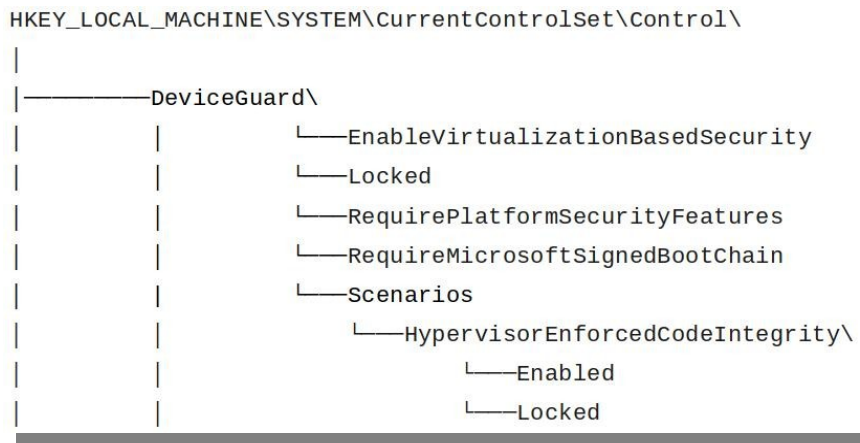 HKEY_LOCAL_MACHINE\SYSTEM\CurrentControlSet\Control\
DeviceGuard\
EnableVirtualizationBasedSecurity
Locked
RequirePlatformSecurityFeatures
RequireMicrosoftSignedBootChain
Scenarios
HypervisorEnforcedCodeIntegrity\
Enabled
Locked